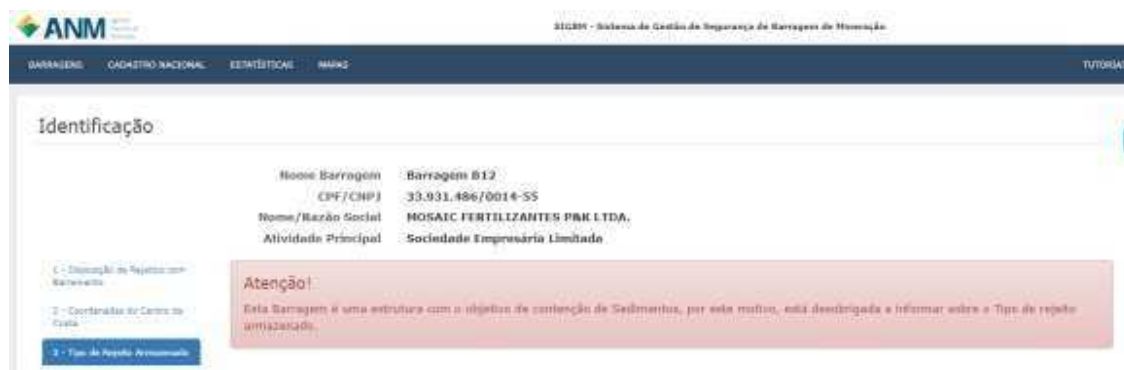 ANM
SIGBM - Sistema de Gestão de Segurança de Barragem de Mineração
BARRAGENS CADASTRO NACIONAL ESTATÍSTICAS MAPAS TUTORIA
Identificação
Nome Barragem Barragem B12
CPF/CNPJ 33.931.486/0014-55
Nome/Razão Social MOSAIC FERTILIZANTES P&K LTDA.
Atividade Principal Sociedade Empresária Limitada
1 - Disposição de Rejeitos com
Barramento
2 - Coordenadas do Centro da
Crista
3 - Tipo de Rejeito Armazenado
Atenção!
Esta Barragem é uma estrutura com o objetivo de contenção de Sedimentos, por este motivo, está desobrigada a informar sobre o Tipo de rejeito
armazenado.